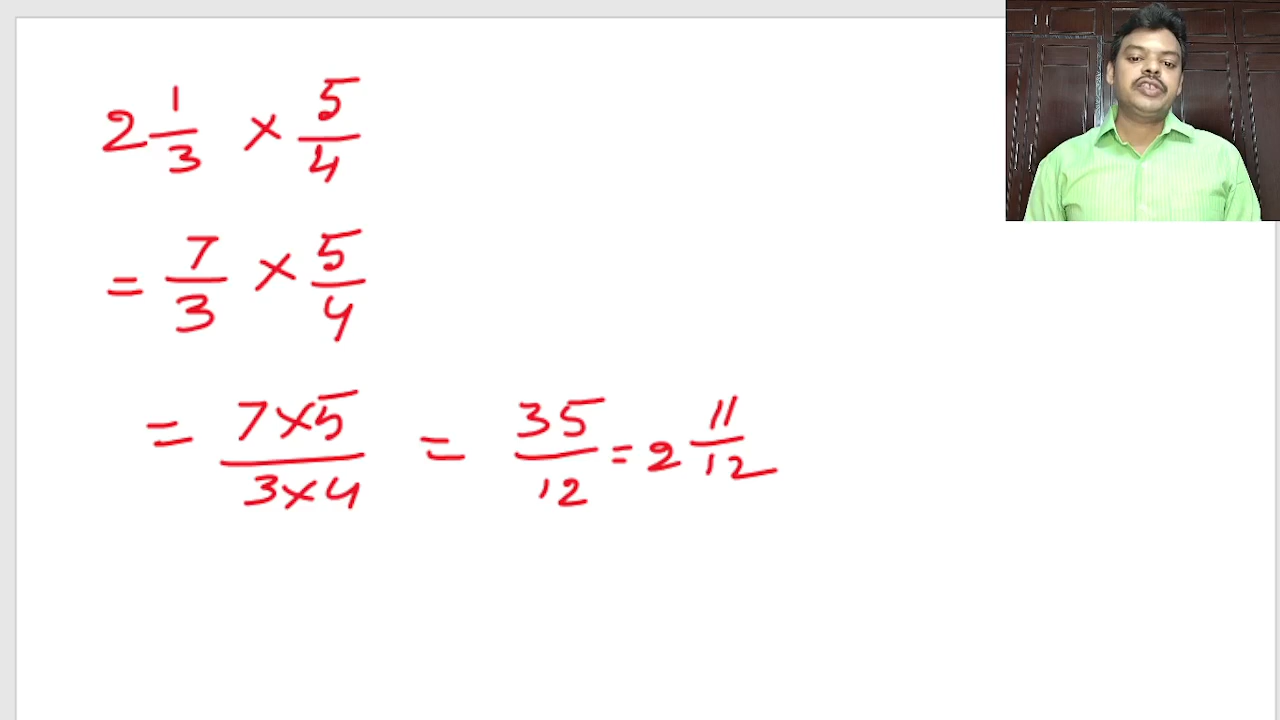 2 1/3 × 5/4
= 7/3 × 5/4
= 7×5/3×4 = 35/12 = 2 11/12